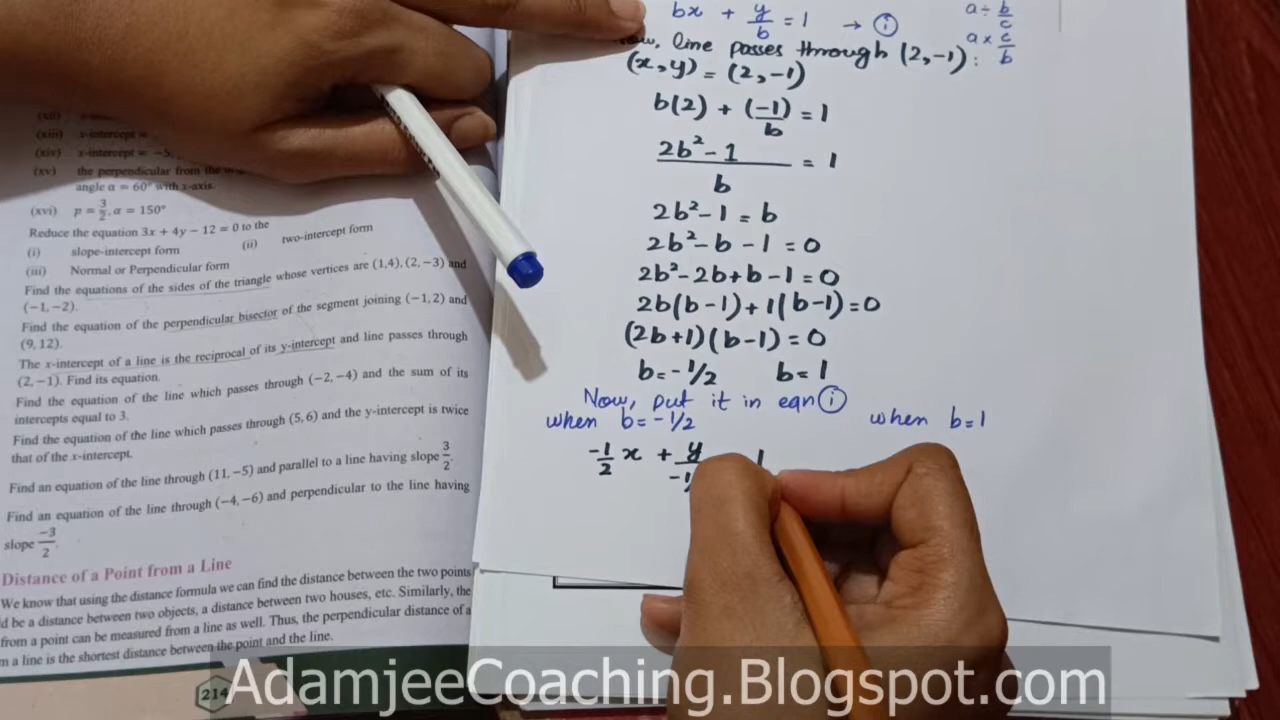 (xii)
(xiii) x-intercept =
(xiv) x-intercept = −5,
(xv) the perpendicular from the
angle α = 60° with x-axis.
(xvi) p = 3/2, α = 150°
Reduce the equation 3x + 4y − 12 = 0 to the
(i) slope-intercept form (ii) two-intercept form
(iii) Normal or Perpendicular form
Find the equations of the sides of the triangle whose vertices are (1,4), (2,−3) and
(−1,−2).
Find the equation of the perpendicular bisector of the segment joining (−1,2) and
(9,12).
The x-intercept of a line is the reciprocal of its y-intercept and line passes through
(2,−1). Find its equation.
Find the equation of the line which passes through (−2,−4) and the sum of its
intercepts equal to 3.
Find the equation of the line which passes through (5,6) and the y-intercept is twice
that of the x-intercept.
Find an equation of the line through (11,−5) and parallel to a line having slope 3/2.
Find an equation of the line through (−4,−6) and perpendicular to the line having
slope −3/2.
Distance of a Point from a Line
We know that using the distance formula we can find the distance between the two points
d be a distance between two objects, a distance between two houses, etc. Similarly, the
from a point can be measured from a line as well. Thus, the perpendicular distance of a
m a line is the shortest distance between the point and the line.
214
bx + y/b = 1 → (i)
a ÷ b/c
a × c/b
line passes through (2,−1):
(x,y) = (2,−1)
b(2) + (−1)/b = 1
2b² − 1 / b = 1
2b² − 1 = b
2b² − b − 1 = 0
2b² − 2b + b − 1 = 0
2b(b − 1) + 1(b − 1) = 0
(2b+1)(b − 1) = 0
b = −1/2 b = 1
Now, put it in eqn (i)
when b = −1/2 when b=1
−1/2 x + y/−1 1
AdamjeeCoaching.Blogspot.com